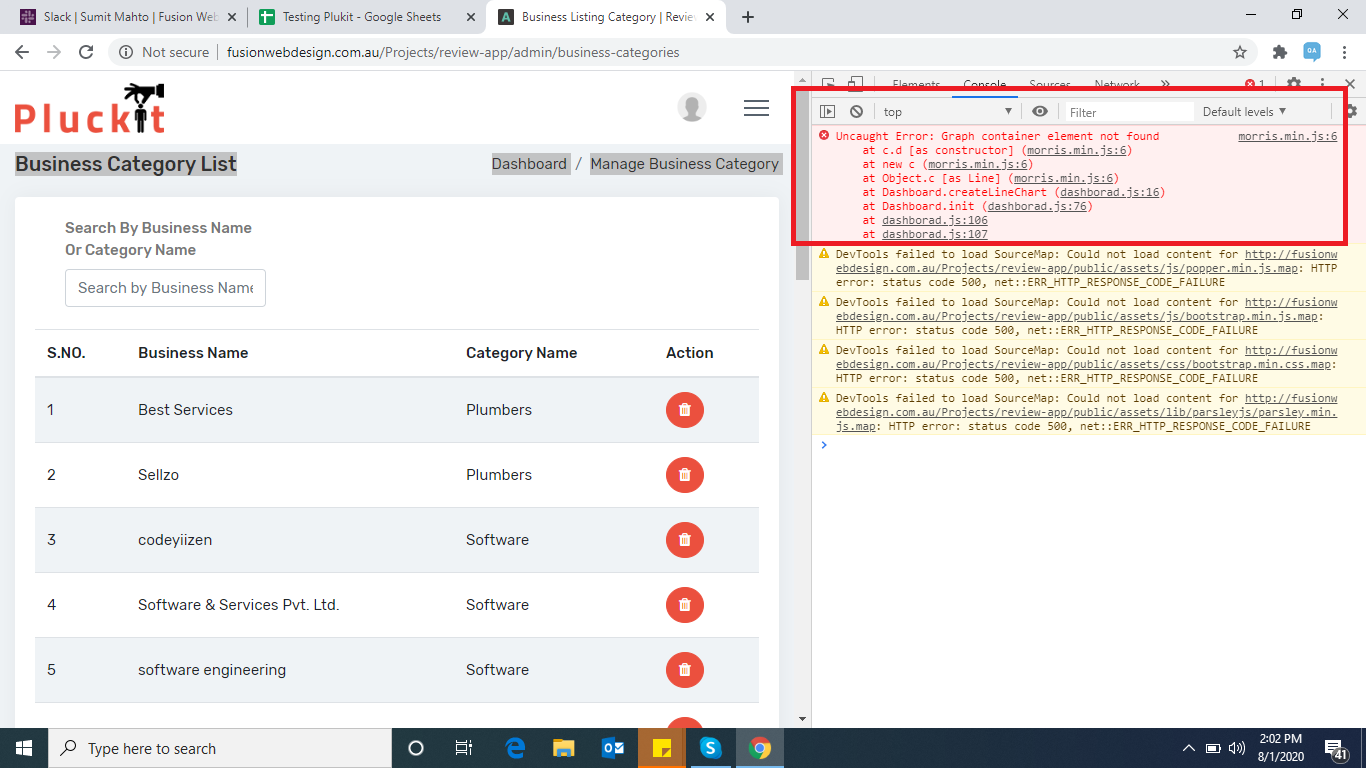 Slack | Sumit Mahto | Fusion Web
Testing Plukit - Google Sheets
Business Listing Category | Revie
Not secure
fusionwebdesign.com.au/Projects/review-app/admin/business-categories
Pluckit
Business Category List
Dashboard / Manage Business Category
Search By Business Name
Or Category Name
Search by Business Name
S.NO. Business Name Category Name Action
1 Best Services Plumbers
2 Sellzo Plumbers
3 codeyiizen Software
4 Software & Services Pvt. Ltd. Software
5 software engineering Software
Elements Console Sources Network » 1
top Filter Default levels
Uncaught Error: Graph container element not found morris.min.js:6
at c.d [as constructor] (morris.min.js:6)
at new c (morris.min.js:6)
at Object.c [as Line] (morris.min.js:6)
at Dashboard.createLineChart (dashborad.js:16)
at Dashboard.init (dashborad.js:76)
at dashborad.js:106
at dashborad.js:107
DevTools failed to load SourceMap: Could not load content for http://fusionw
ebdesign.com.au/Projects/review-app/public/assets/js/popper.min.js.map: HTTP
error: status code 500, net::ERR_HTTP_RESPONSE_CODE_FAILURE
DevTools failed to load SourceMap: Could not load content for http://fusionw
ebdesign.com.au/Projects/review-app/public/assets/js/bootstrap.min.js.map:
HTTP error: status code 500, net::ERR_HTTP_RESPONSE_CODE_FAILURE
DevTools failed to load SourceMap: Could not load content for http://fusionw
ebdesign.com.au/Projects/review-app/public/assets/css/bootstrap.min.css.map:
HTTP error: status code 500, net::ERR_HTTP_RESPONSE_CODE_FAILURE
DevTools failed to load SourceMap: Could not load content for http://fusionw
ebdesign.com.au/Projects/review-app/public/assets/lib/parsleyjs/parsley.min.
js.map: HTTP error: status code 500, net::ERR_HTTP_RESPONSE_CODE_FAILURE
Type here to search
2:02 PM
8/1/2020
41